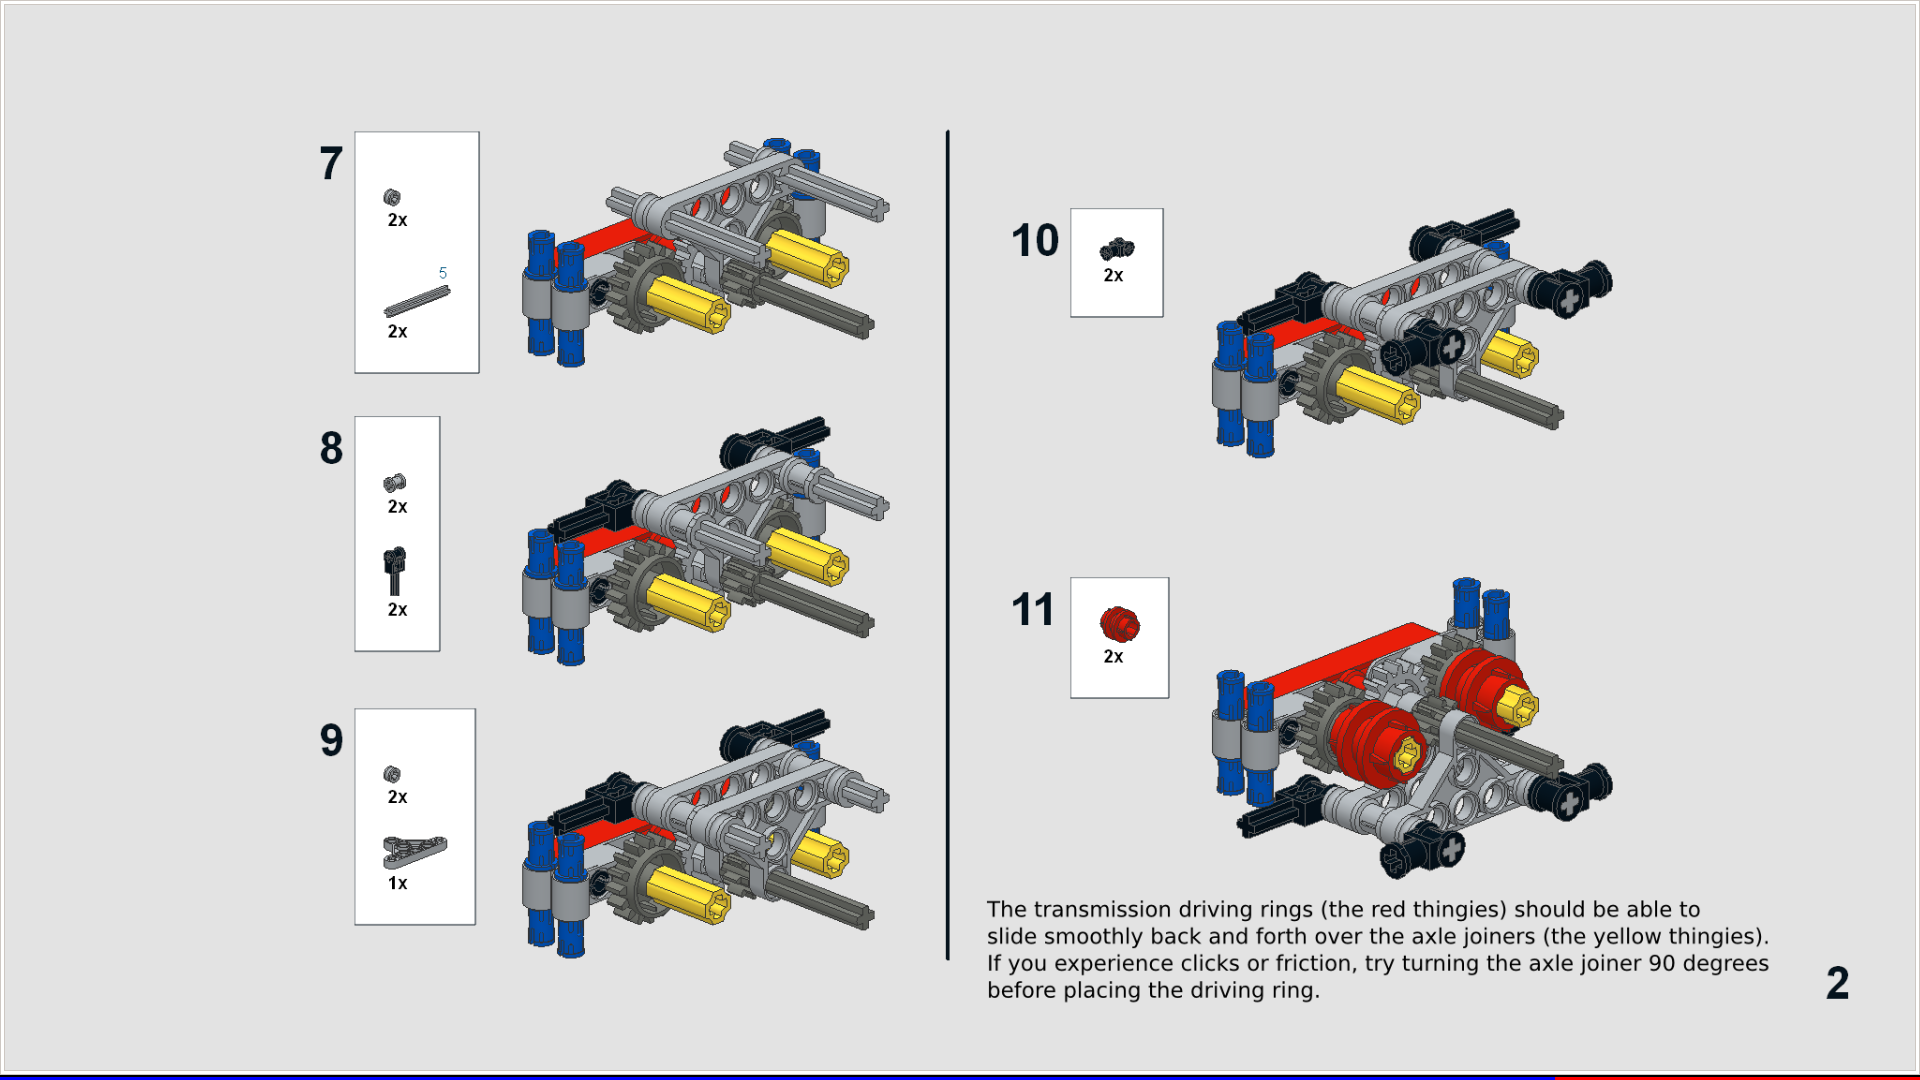 7
2x
5
2x
8
2x
2x
9
2x
1x
10
2x
11
2x
The transmission driving rings (the red thingies) should be able to
slide smoothly back and forth over the axle joiners (the yellow thingies).
If you experience clicks or friction, try turning the axle joiner 90 degrees
before placing the driving ring.
2